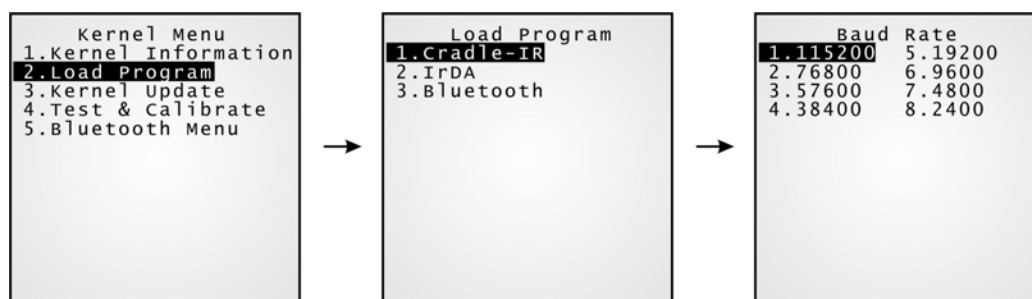 Kernel Menu
1.Kernel Information
2.Load Program
3.Kernel Update
4.Test & Calibrate
5.Bluetooth Menu
Load Program
1.Cradle-IR
2.IrDA
3.Bluetooth
Baud Rate
1.115200 5.19200
2.76800 6.9600
3.57600 7.4800
4.38400 8.2400